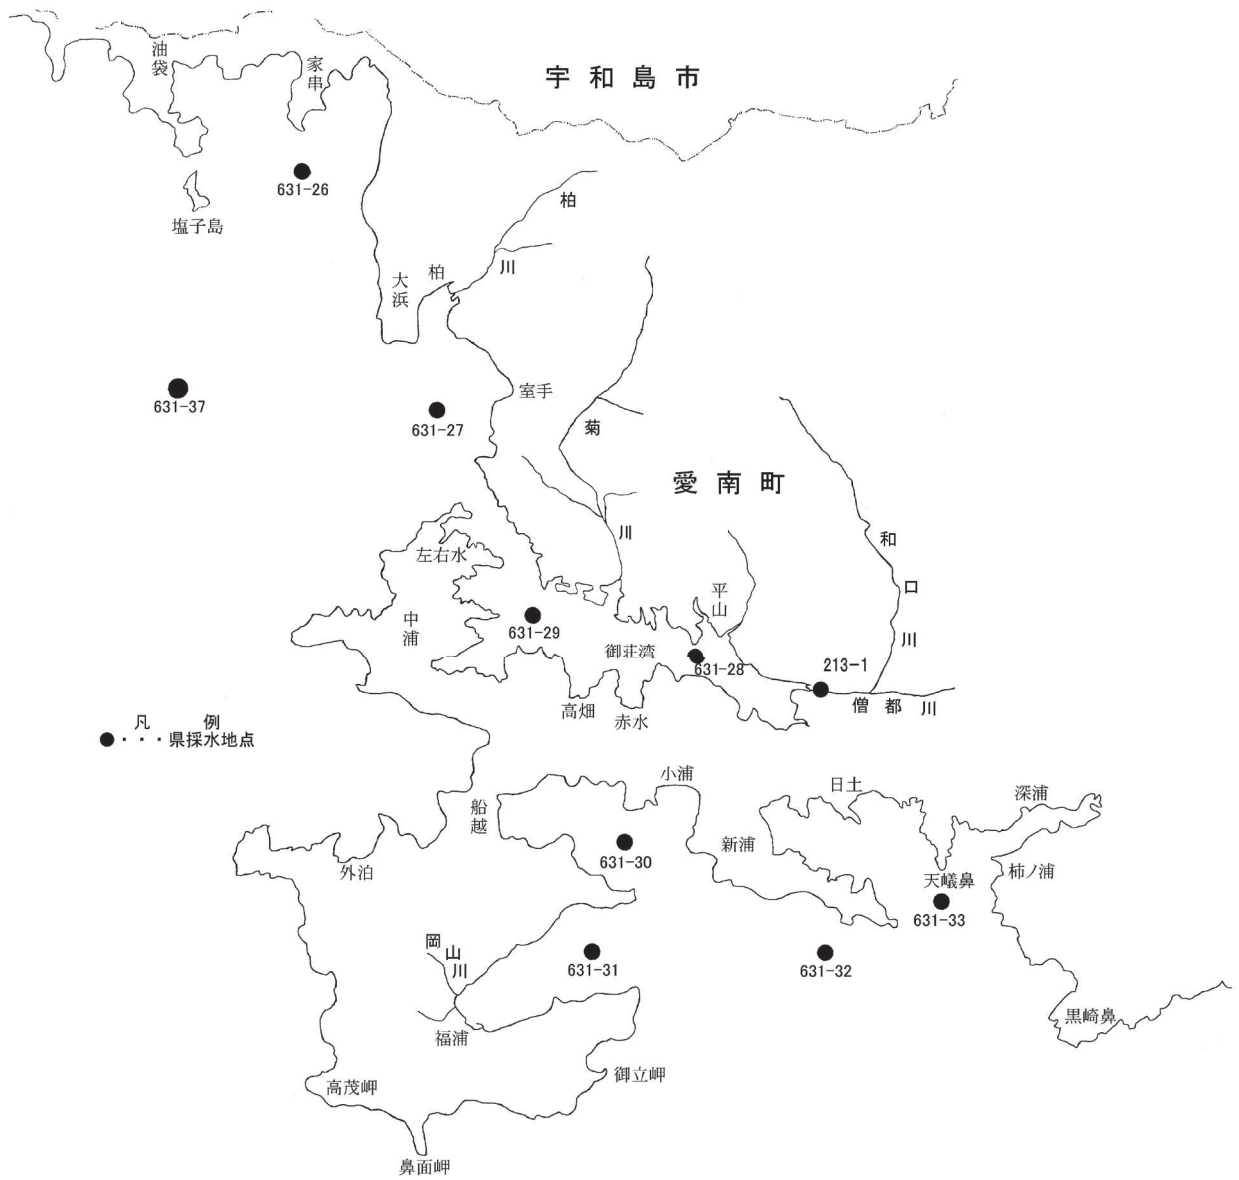 油袋
家串
宇和島市
631-26
塩子島
柏
川
大浜
柏
室手
631-37
631-27
菊
川
愛南町
和
口
川
左右水
中浦
平山
631-29
御荘湾
631-28
213-1
僧都川
高畑
赤水
凡例
●・・・県採水地点
小浦
日土
深浦
船越
新浦
631-30
外泊
天嶬鼻
柿ノ浦
631-33
岡
山
川
631-31
631-32
福浦
黒崎鼻
御立岬
高茂岬
鼻面岬